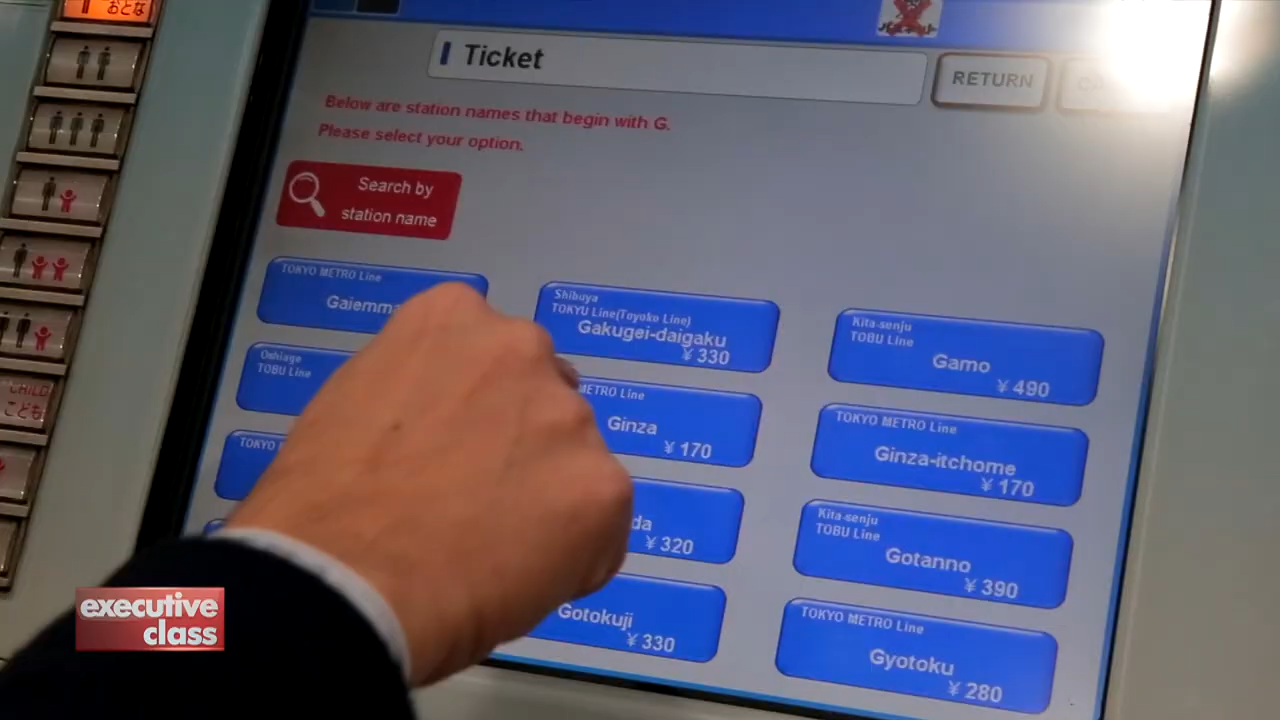 おとな
Ticket
RETURN
Below are station names that begin with G.
Please select your option.
Search by
station name
TOKYO METRO Line
Shibuya
TOKYU Line(Toyoko Line)
Gakugei-daigaku
¥330
Kita-senju
TOBU Line
Gamo
¥490
Oshiage
TOBU Line
METRO Line
Ginza
¥170
TOKYO METRO Line
Ginza-itchome
¥170
CHILD
こども
TOKYO
¥320
Kita-senju
TOBU Line
Gotanno
¥390
Gotokuji
¥330
TOKYO METRO Line
Gyotoku
¥280
executive
class